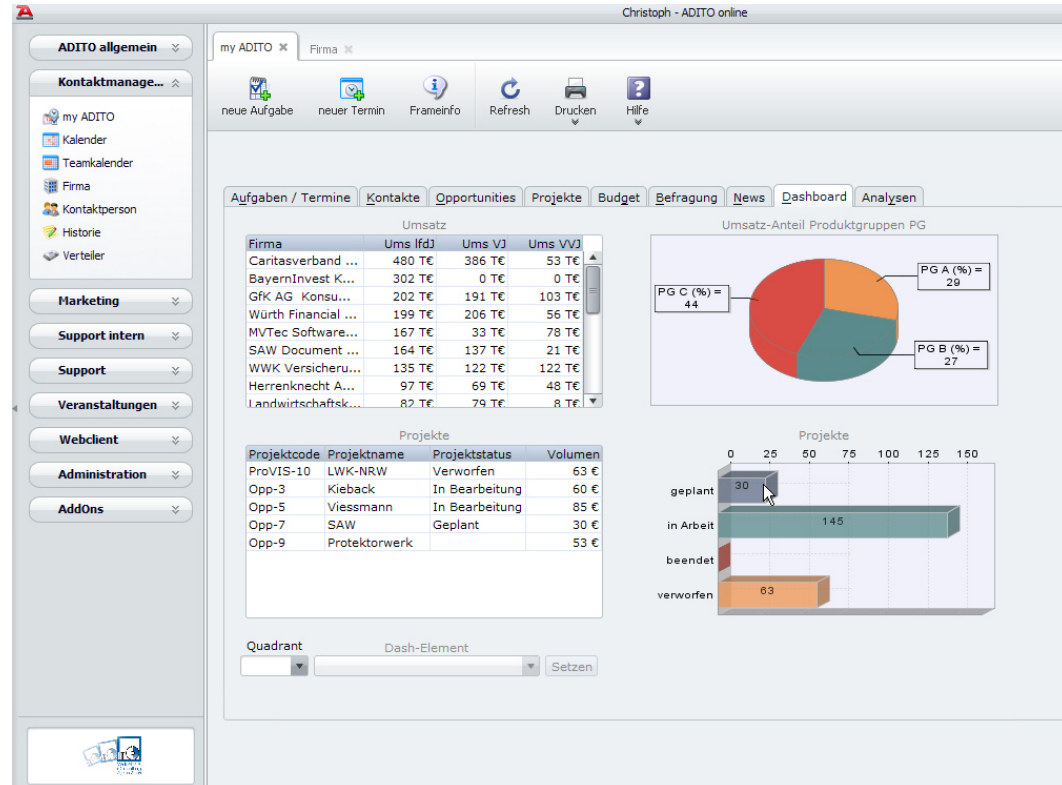 Christoph - ADITO online
ADITO allgemein
Kontaktmanage...
my ADITO
Kalender
Teamkalender
Firma
Kontaktperson
Historie
Verteiler
Marketing
Support intern
Support
Veranstaltungen
Webclient
Administration
AddOns
my ADITO Firma
neue Aufgabe neuer Termin Frameinfo Refresh Drucken Hilfe
Aufgaben / Termine Kontakte Opportunities Projekte Budget Befragung News Dashboard Analysen
Umsatz
Firma Ums lfdJ Ums VJ Ums VVJ
Caritasverband ... 480 T€ 386 T€ 53 T€
BayernInvest K... 302 T€ 0 T€ 0 T€
GfK AG Konsu... 202 T€ 191 T€ 103 T€
Würth Financial ... 199 T€ 206 T€ 56 T€
MVTec Software... 167 T€ 33 T€ 78 T€
SAW Document ... 164 T€ 137 T€ 21 T€
WWK Versicheru... 135 T€ 122 T€ 122 T€
Herrenknecht A... 97 T€ 69 T€ 48 T€
Landwirtschaftsk... 82 T€ 79 T€ 8 T€
Umsatz-Anteil Produktgruppen PG
PG A (%) =
29
PG C (%) =
44
PG B (%) =
27
Projekte
Projektcode Projektname Projektstatus Volumen
ProVIS-10 LWK-NRW Verworfen 63 €
Opp-3 Kieback In Bearbeitung 60 €
Opp-5 Viessmann In Bearbeitung 85 €
Opp-7 SAW Geplant 30 €
Opp-9 Protektorwerk 53 €
Projekte
0 25 50 75 100 125 150
geplant 30
in Arbeit 145
beendet
verworfen 63
Quadrant Dash-Element
Setzen